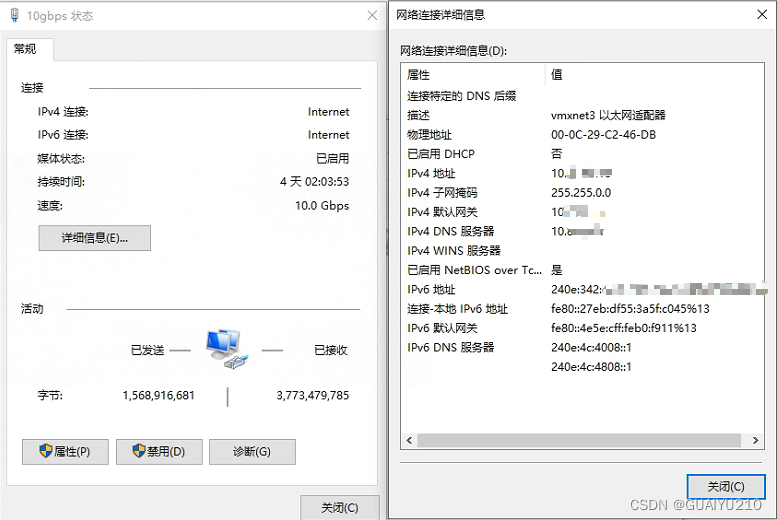 10gbps 状态
常规
连接
IPv4 连接: Internet
IPv6 连接: Internet
媒体状态: 已启用
持续时间: 4 天 02:03:53
速度: 10.0 Gbps
详细信息(E)...
活动
已发送 已接收
字节: 1,568,916,681 3,773,479,785
属性(P) 禁用(D) 诊断(G)
关闭(C)
网络连接详细信息
网络连接详细信息(D):
属性 值
连接特定的 DNS 后缀
描述 vmxnet3 以太网适配器
物理地址 00-0C-29-C2-46-DB
已启用 DHCP 否
IPv4 地址 10.
IPv4 子网掩码 255.255.0.0
IPv4 默认网关 10
IPv4 DNS 服务器 10.
IPv4 WINS 服务器
已启用 NetBIOS over Tc... 是
IPv6 地址 240e:342:
连接-本地 IPv6 地址 fe80::27eb:df55:3a5f:c045%13
IPv6 默认网关 fe80::4e5e:cff:feb0:f911%13
IPv6 DNS 服务器 240e:4c:4008::1
240e:4c:4808::1
关闭(C)
CSDN @GUAIYU210